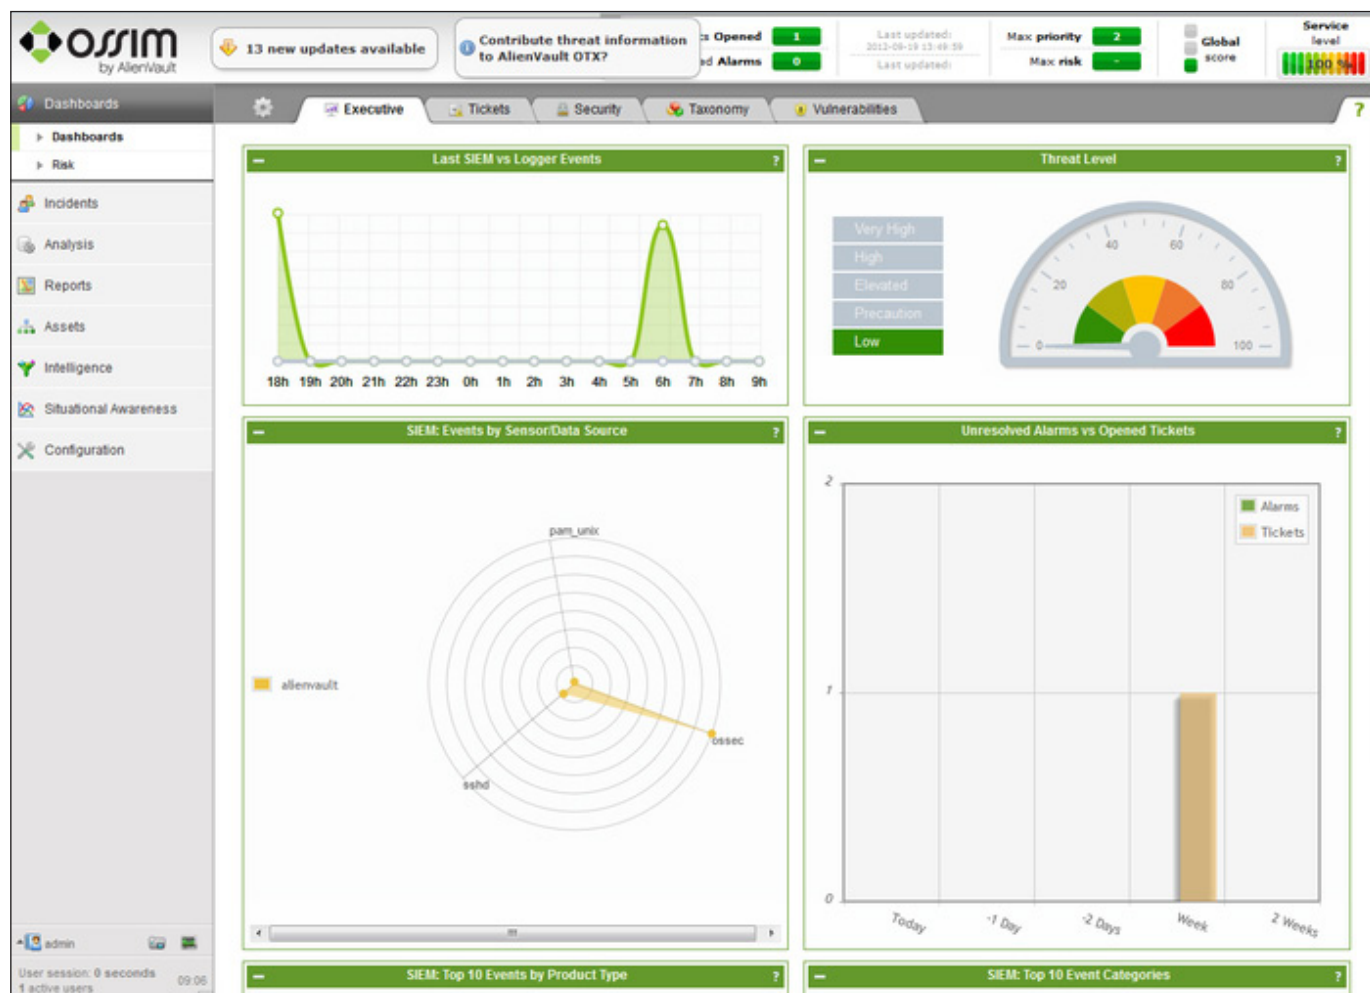 OSSIM
by AlienVault
13 new updates available
Contribute threat information
to AlienVault OTX?
s Opened 1
d Alarms 0
Last updated:
2012-09-19 13:49:59
Last updated:
Max priority 2
Max risk -
Global
score
Service
level
100 %
Dashboards
Dashboards
Risk
Incidents
Analysis
Reports
Assets
Intelligence
Situational Awareness
Configuration
Executive
Tickets
Security
Taxonomy
Vulnerabilities
?
Last SIEM vs Logger Events ?
18h 19h 20h 21h 22h 23h 0h 1h 2h 3h 4h 5h 6h 7h 8h 9h
Threat Level ?
Very High
High
Elevated
Precaution
Low
0 20 40 60 80 100
SIEM: Events by Sensor/Data Source ?
pam_unix
alienvault
ossec
sshd
Unresolved Alarms vs Opened Tickets ?
2
Alarms
Tickets
1
0
Today -1 Day -2 Days Week 2 Weeks
admin
User session: 0 seconds
1 active users
09:06
SIEM: Top 10 Events by Product Type ?
SIEM: Top 10 Event Categories ?